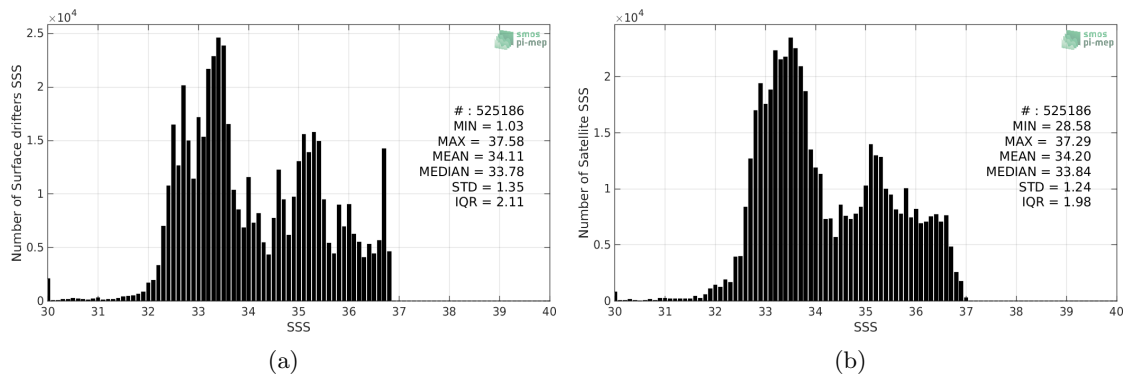 ×10⁴
2.5
2
1.5
1
0.5
0
30 31 32 33 34 35 36 37 38 39 40
Number of Surface drifters SSS
SSS
smos
pi-mep
# : 525186
MIN = 1.03
MAX = 37.58
MEAN = 34.11
MEDIAN = 33.78
STD = 1.35
IQR = 2.11
(a)
×10⁴
2
1.5
1
0.5
0
30 31 32 33 34 35 36 37 38 39 40
Number of Satellite SSS
SSS
smos
pi-mep
# : 525186
MIN = 28.58
MAX = 37.29
MEAN = 34.20
MEDIAN = 33.84
STD = 1.24
IQR = 1.98
(b)